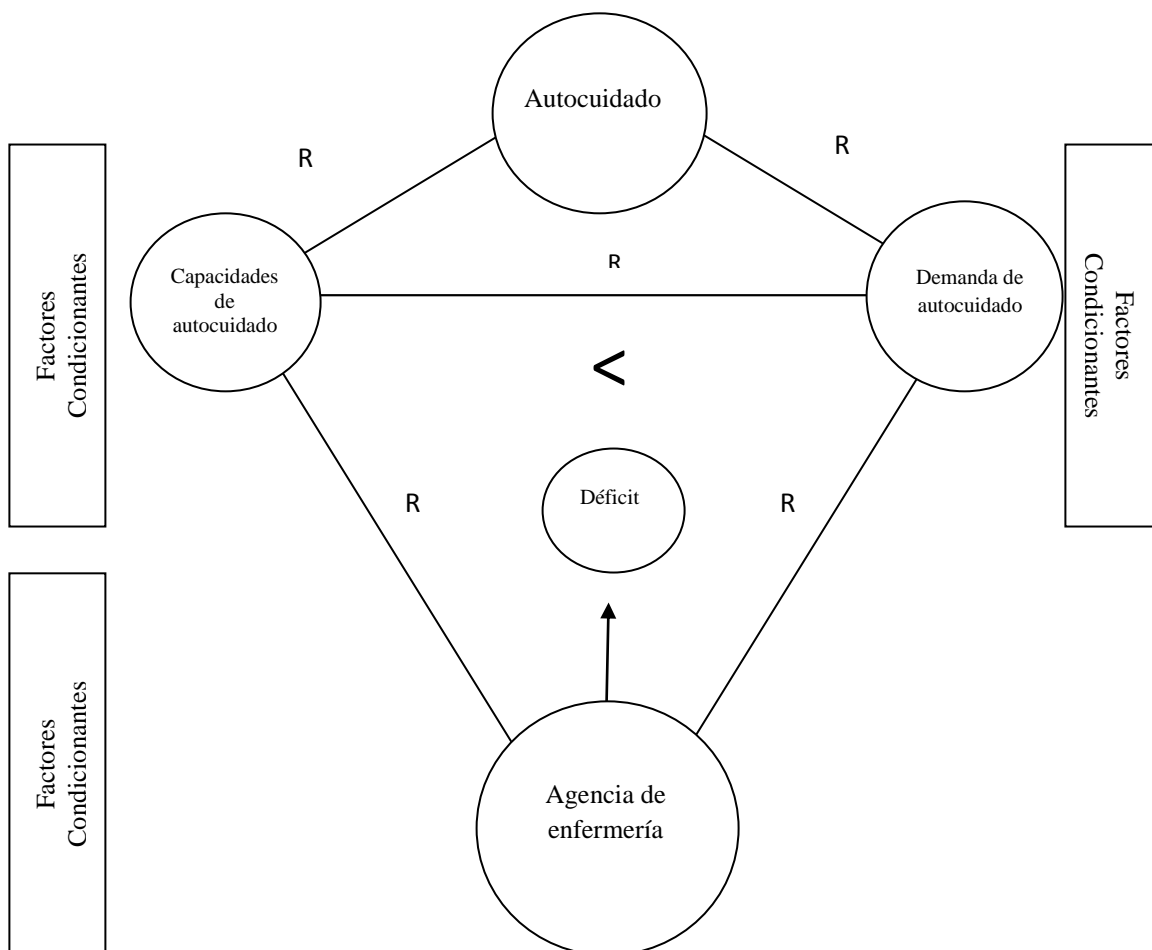 Autocuidado
R
R
Factores
Condicionantes
Capacidades
de
autocuidado
R
Demanda de
autocuidado
Factores
Condicionantes
<
Déficit
R
R
Factores
Condicionantes
Agencia de
enfermería